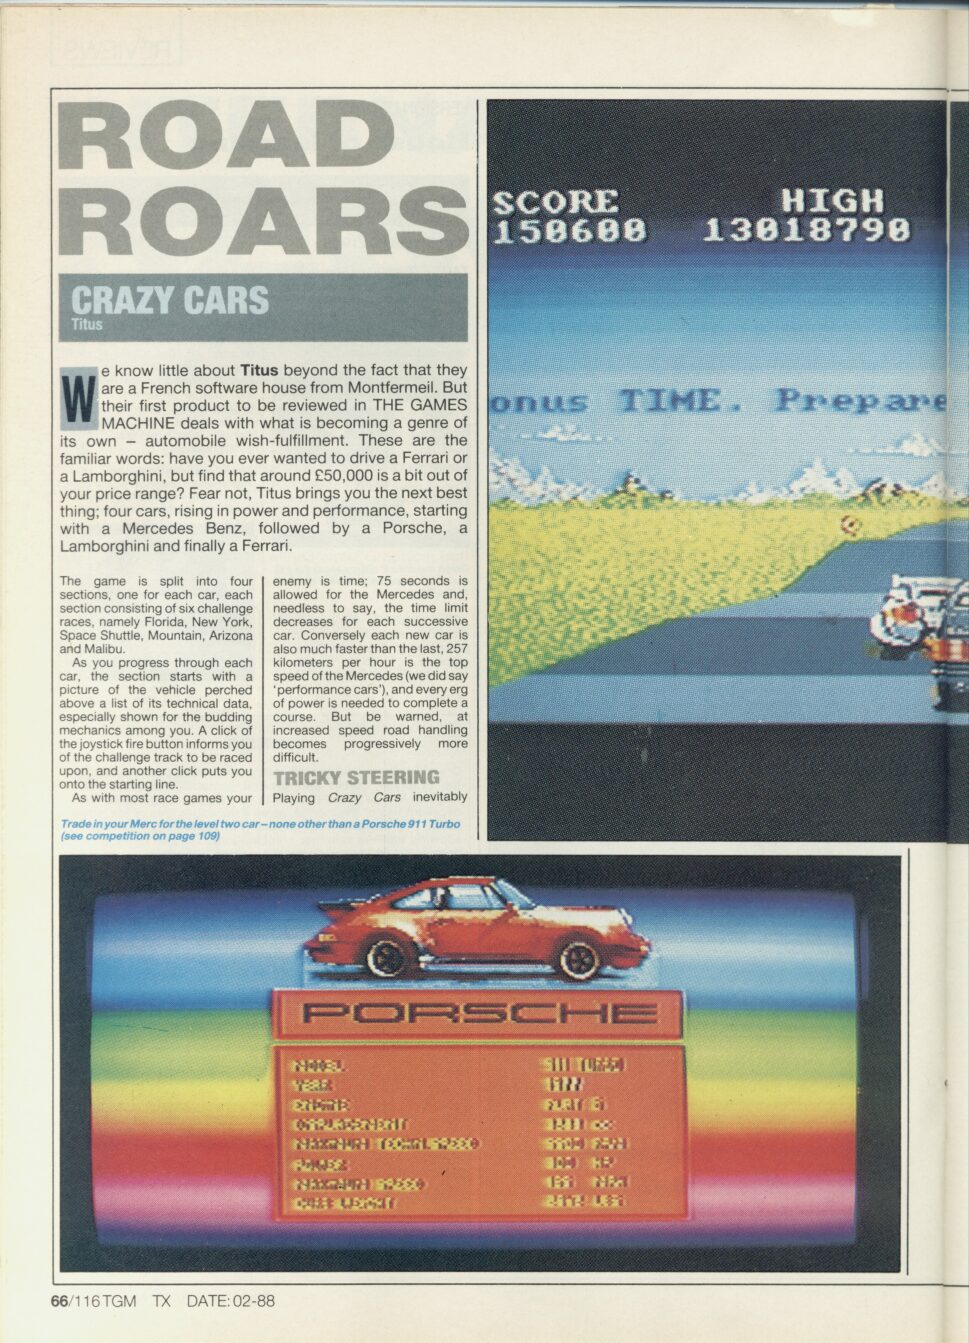 ROAD
ROARS
CRAZY CARS
Titus
We know little about Titus beyond the fact that they
are a French software house from Montfermeil. But
their first product to be reviewed in THE GAMES
MACHINE deals with what is becoming a genre of
its own – automobile wish-fulfillment. These are the
familiar words: have you ever wanted to drive a Ferrari or
a Lamborghini, but find that around £50,000 is a bit out of
your price range? Fear not, Titus brings you the next best
thing; four cars, rising in power and performance, starting
with a Mercedes Benz, followed by a Porsche, a
Lamborghini and finally a Ferrari.
The game is split into four
sections, one for each car, each
section consisting of six challenge
races, namely Florida, New York,
Space Shuttle, Mountain, Arizona
and Malibu.
As you progress through each
car, the section starts with a
picture of the vehicle perched
above a list of its technical data,
especially shown for the budding
mechanics among you. A click of
the joystick fire button informs you
of the challenge track to be raced
upon, and another click puts you
onto the starting line.
As with most race games your
enemy is time; 75 seconds is
allowed for the Mercedes and,
needless to say, the time limit
decreases for each successive
car. Conversely each new car is
also much faster than the last, 257
kilometers per hour is the top
speed of the Mercedes (we did say
'performance cars'), and every erg
of power is needed to complete a
course. But be warned, at
increased speed road handling
becomes progressively more
difficult.
TRICKY STEERING
Playing Crazy Cars inevitably
Trade in your Merc for the level two car – none other than a Porsche 911 Turbo
(see competition on page 109)
SCORE HIGH
150600 13018790
onus TIME. Prepare
PORSCHE
MODEL 911 TURBO
YEAR
ENGINE FLAT 6
DISPLACEMENT
MAXIMUM
POWER
MAXIMUM SPEED
CURB WEIGHT
66/116 TGM TX DATE: 02-88